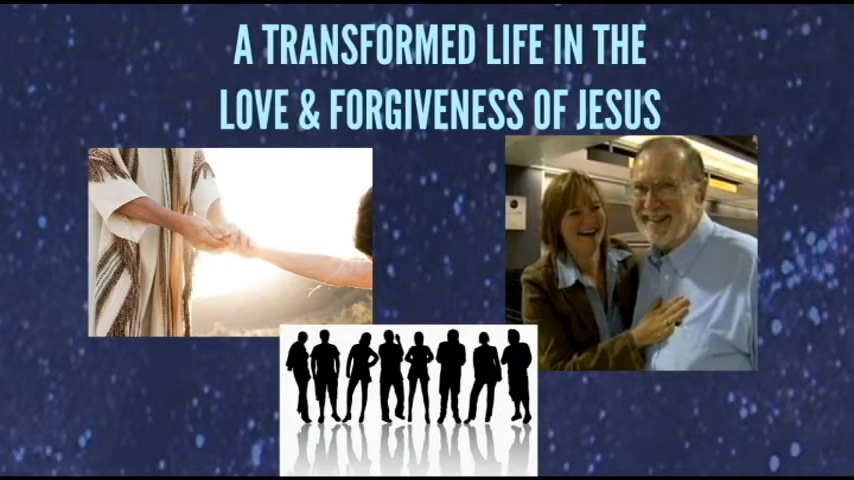 A TRANSFORMED LIFE IN THE
LOVE & FORGIVENESS OF JESUS